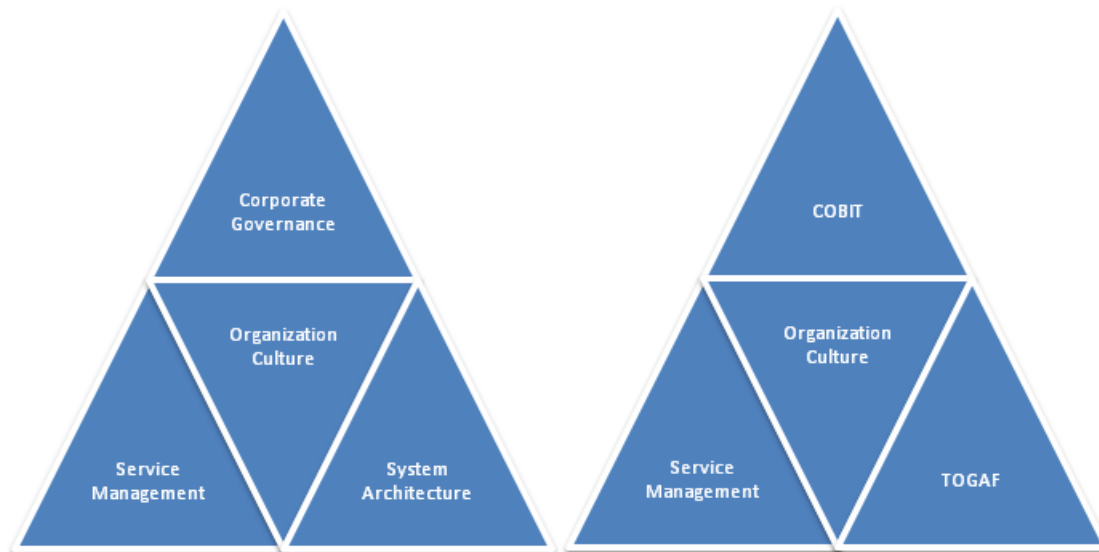 Corporate
Governance
Organization
Culture
Service
Management
System
Architecture
COBIT
Organization
Culture
Service
Management
TOGAF